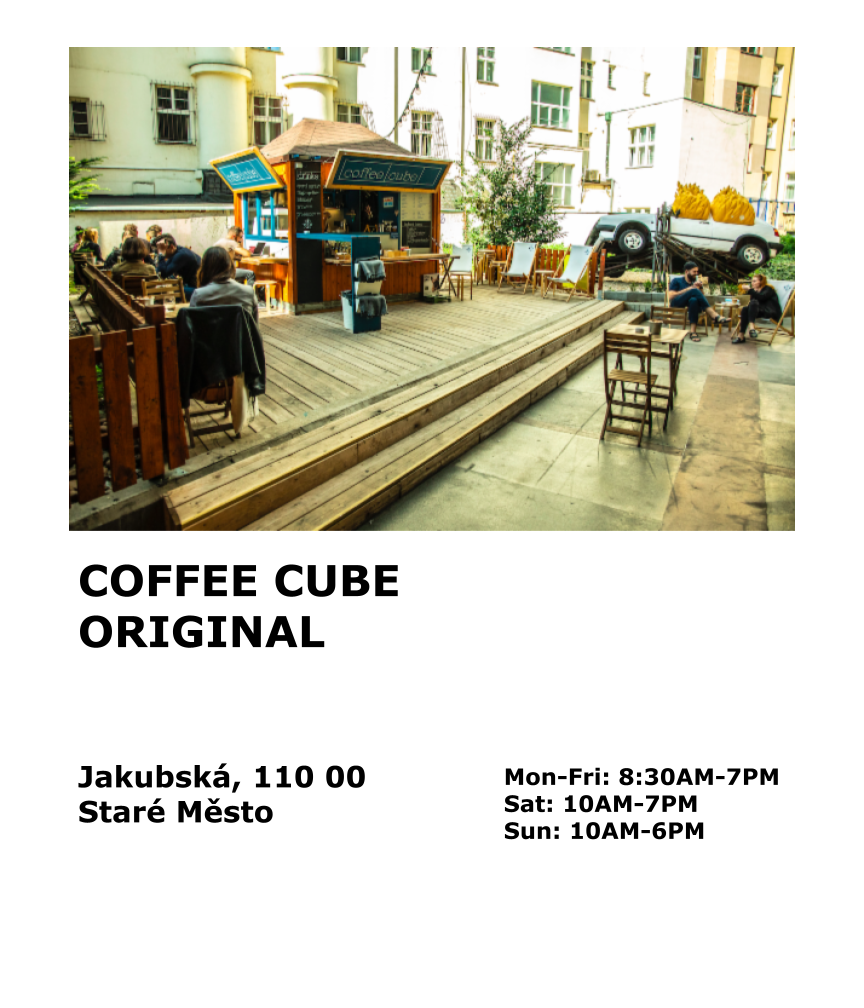 coffee cube
COFFEE CUBE
ORIGINAL
Jakubská, 110 00
Staré Město
Mon-Fri: 8:30AM-7PM
Sat: 10AM-7PM
Sun: 10AM-6PM